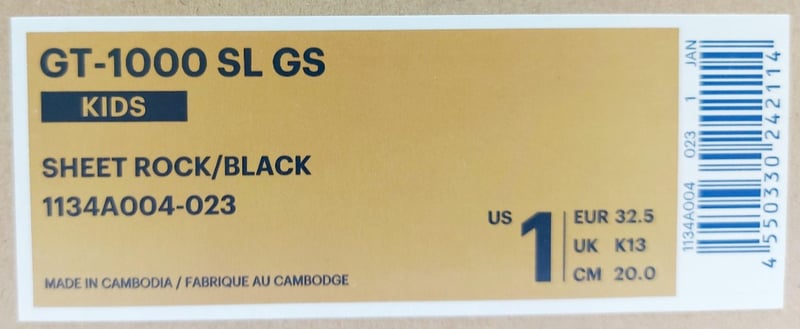 GT-1000 SL GS
KIDS
SHEET ROCK/BLACK
1134A004-023
MADE IN CAMBODIA / FABRIQUE AU CAMBODGE
US 1
EUR 32.5
UK K13
CM 20.0
1134A004 023 1 JAN
4 550330 242114